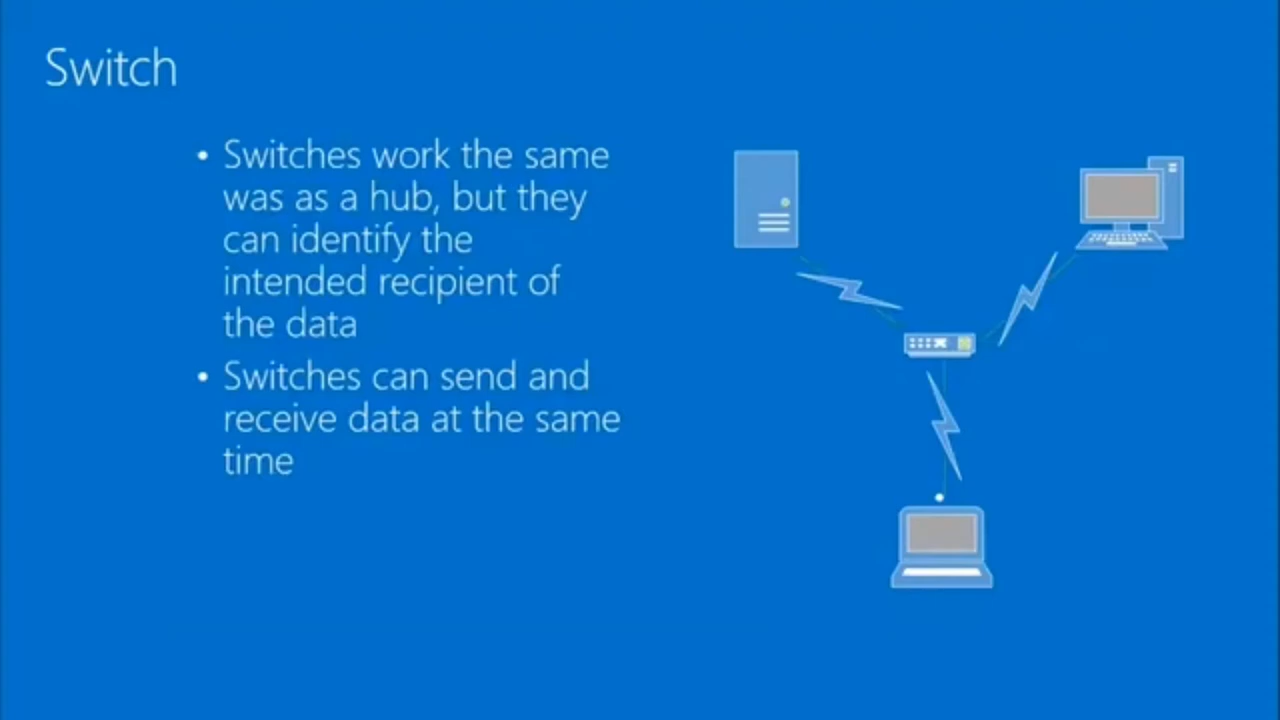 Switch
• Switches work the same
was as a hub, but they
can identify the
intended recipient of
the data
• Switches can send and
receive data at the same
time